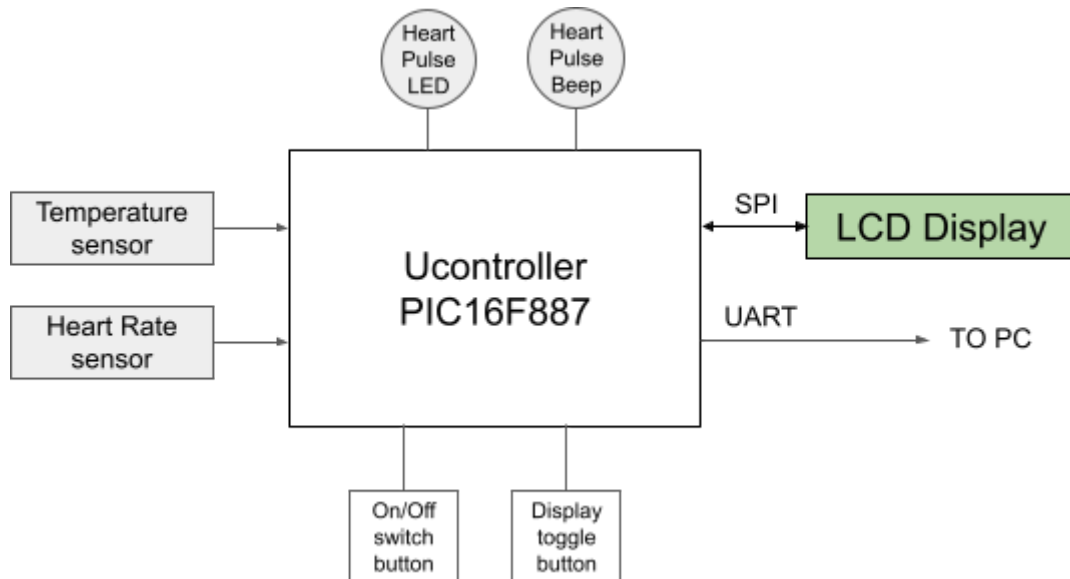 Heart
Pulse
LED
Heart
Pulse
Beep
Temperature
sensor
Heart Rate
sensor
Ucontroller
PIC16F887
SPI
LCD Display
UART
TO PC
On/Off
switch
button
Display
toggle
button